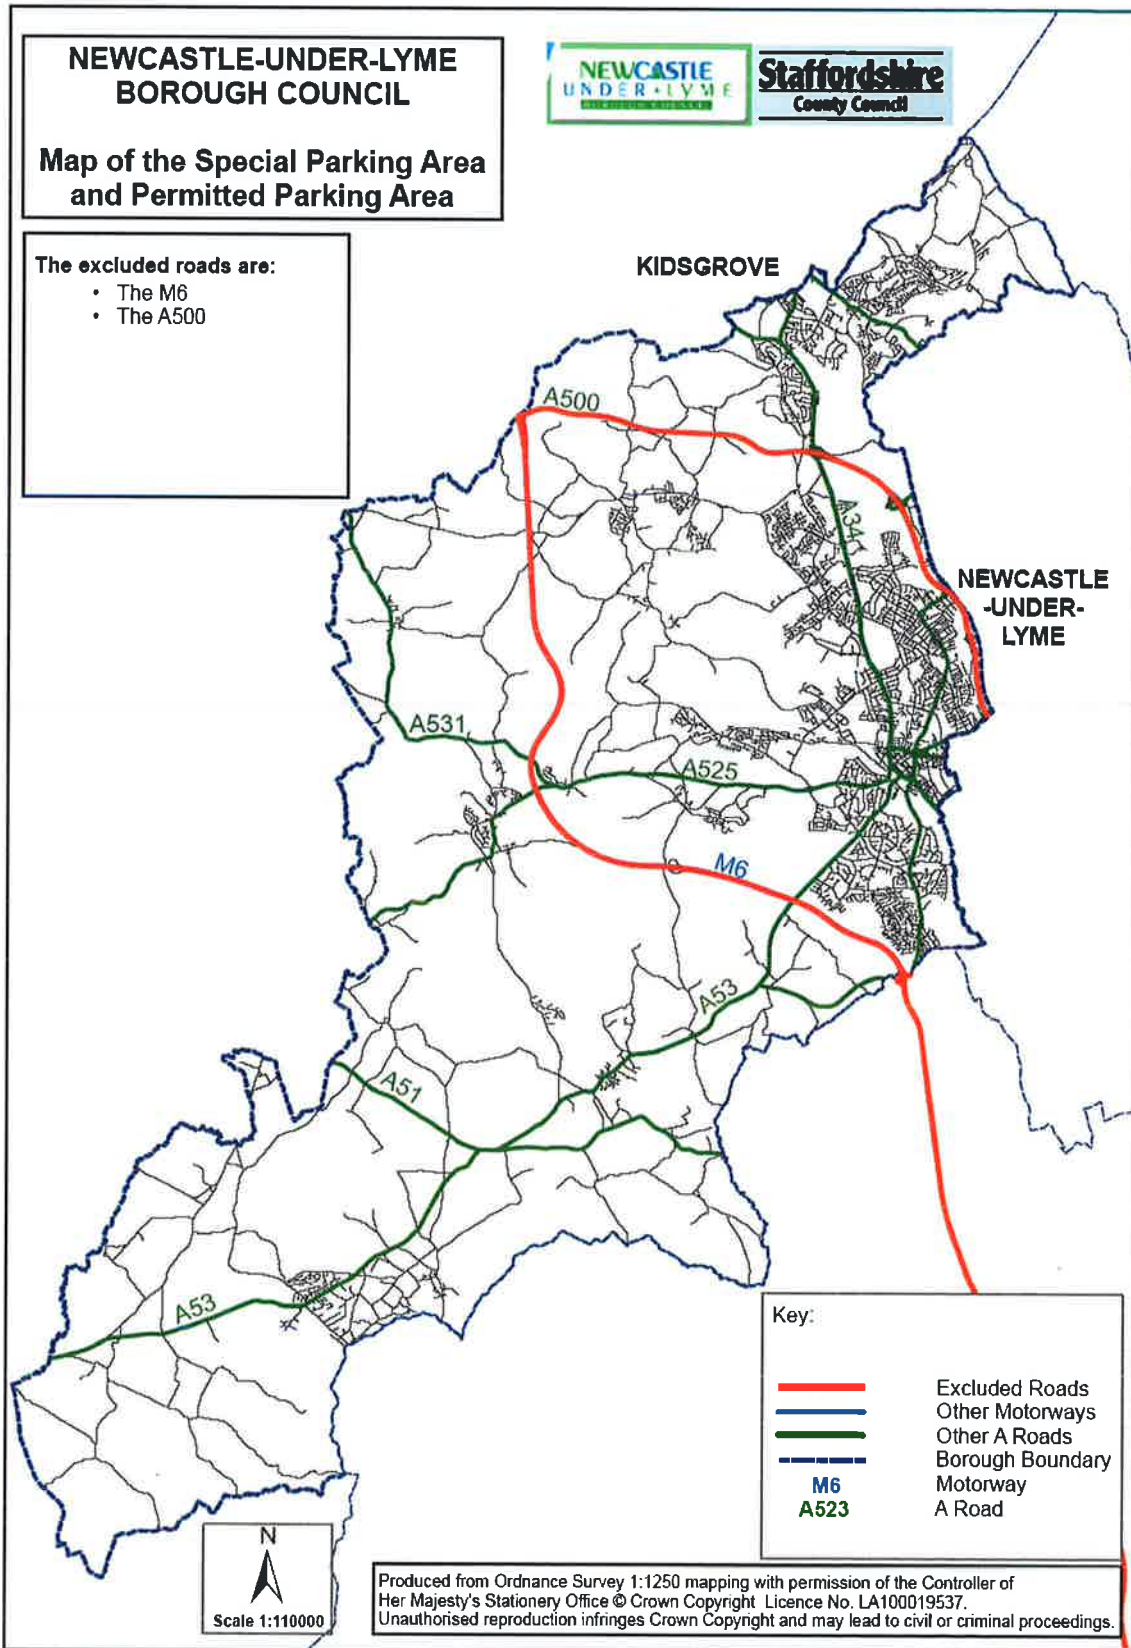 NEWCASTLE-UNDER-LYME
BOROUGH COUNCIL
Map of the Special Parking Area
and Permitted Parking Area
NEWCASTLE
UNDER • LYME
BOROUGH COUNCIL
Staffordshire
County Council
The excluded roads are:
• The M6
• The A500
KIDSGROVE
A500
A34
NEWCASTLE
-UNDER-
LYME
A531
A525
M6
A53
A51
A53
Key:
Excluded Roads
Other Motorways
Other A Roads
Borough Boundary
M6 Motorway
A523 A Road
N
Scale 1:110000
Produced from Ordnance Survey 1:1250 mapping with permission of the Controller of
Her Majesty's Stationery Office © Crown Copyright Licence No. LA100019537.
Unauthorised reproduction infringes Crown Copyright and may lead to civil or criminal proceedings.